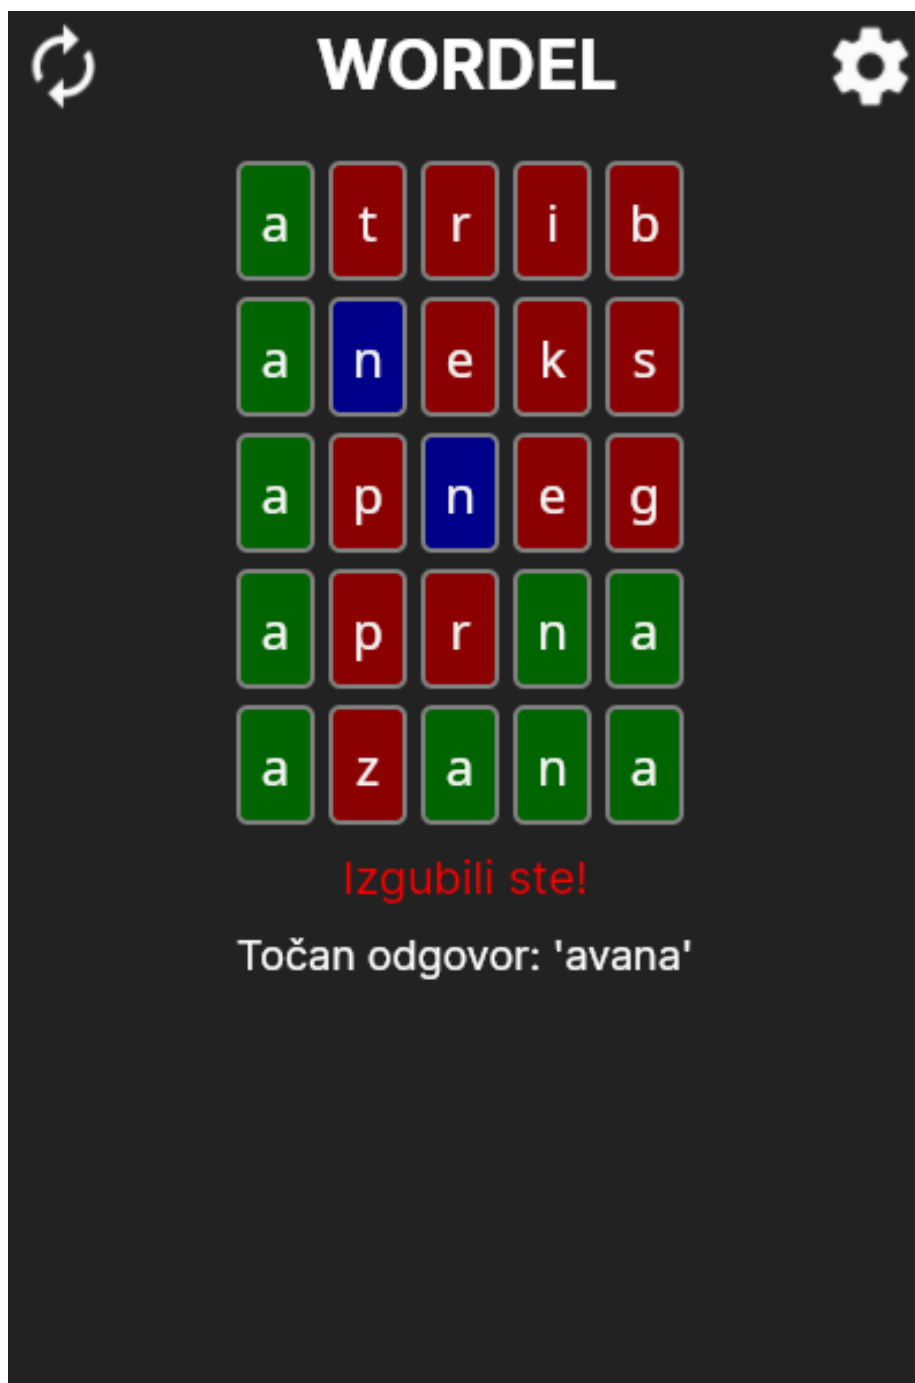 WORDEL
a t r i b
a n e k s
a p n e g
a p r n a
a z a n a
Izgubili ste!
Točan odgovor: 'avana'